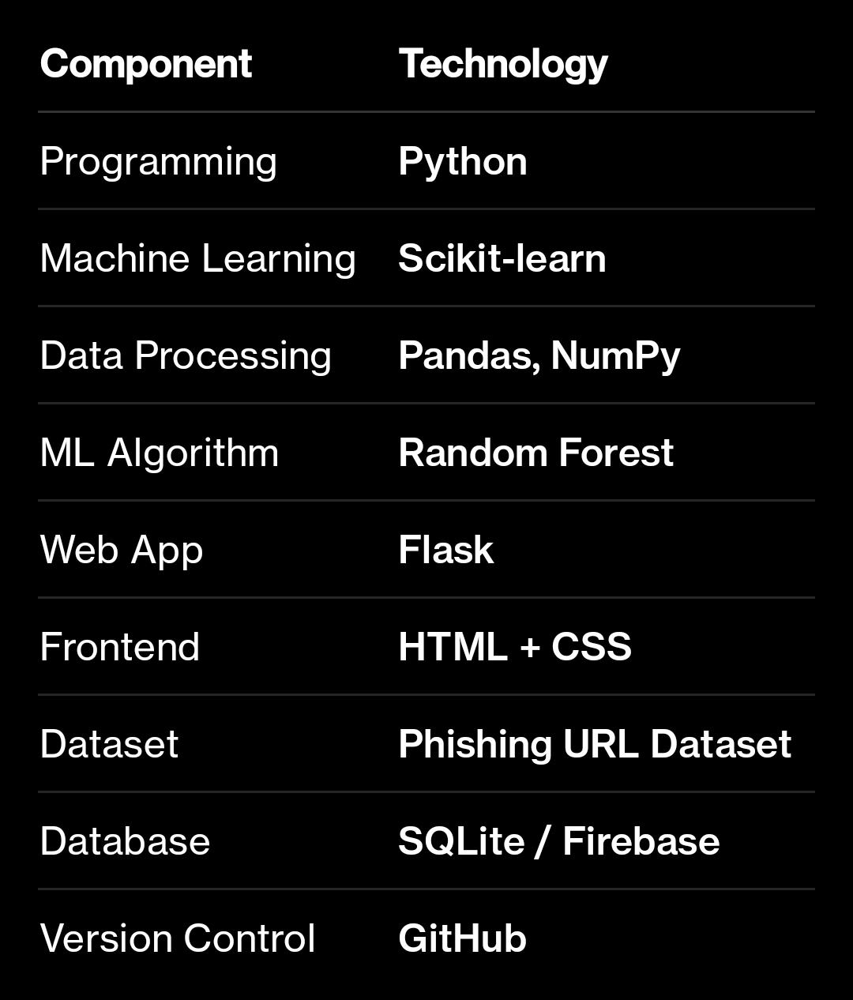 Component Technology
Programming Python
Machine Learning Scikit-learn
Data Processing Pandas, NumPy
ML Algorithm Random Forest
Web App Flask
Frontend HTML + CSS
Dataset Phishing URL Dataset
Database SQLite / Firebase
Version Control GitHub